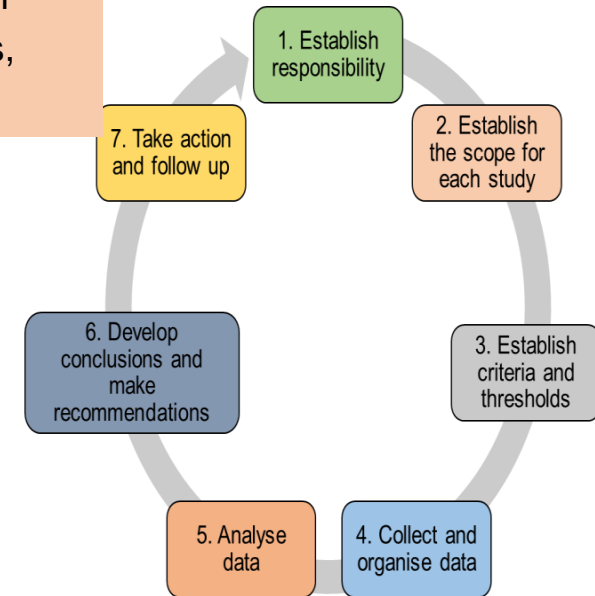 s,
1. Establish
responsibility
2. Establish
the scope for
each study
3. Establish
criteria and
thresholds
4. Collect and
organise data
5. Analyse
data
6. Develop
conclusions and
make
recommendations
7. Take action
and follow up